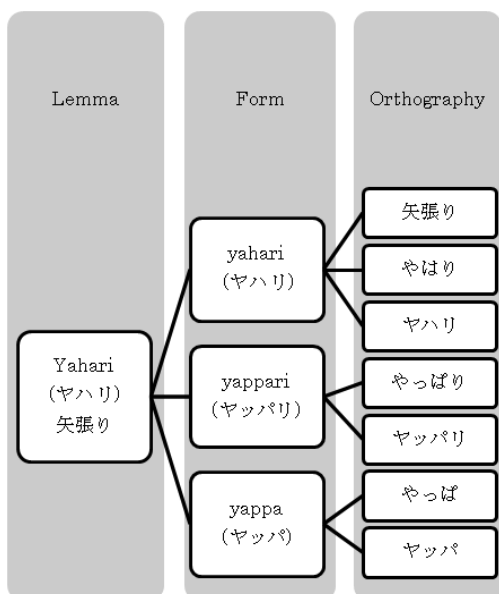 Lemma
Form
Orthography
Yahari
(ヤハリ)
矢張り
yahari
(ヤハリ)
yappari
(ヤッパリ)
yappa
(ヤッパ)
矢張り
やはり
ヤハリ
やっぱり
ヤッパリ
やっぱ
ヤッパ